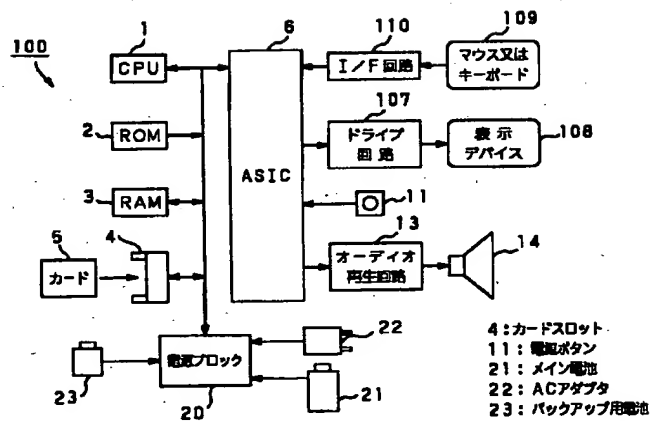 100
1
CPU
2
ROM
3
RAM
5
カード
4
6
ASIC
110
I/F回路
109
マウス又は
キーボード
107
ドライブ
回路
表示
デバイス
108
11
13
オーディオ
再生回路
14
電源ブロック
20
23
22
21
4:カードスロット
11:電源ボタン
21:メイン電池
22:ACアダプタ
23:バックアップ用電池